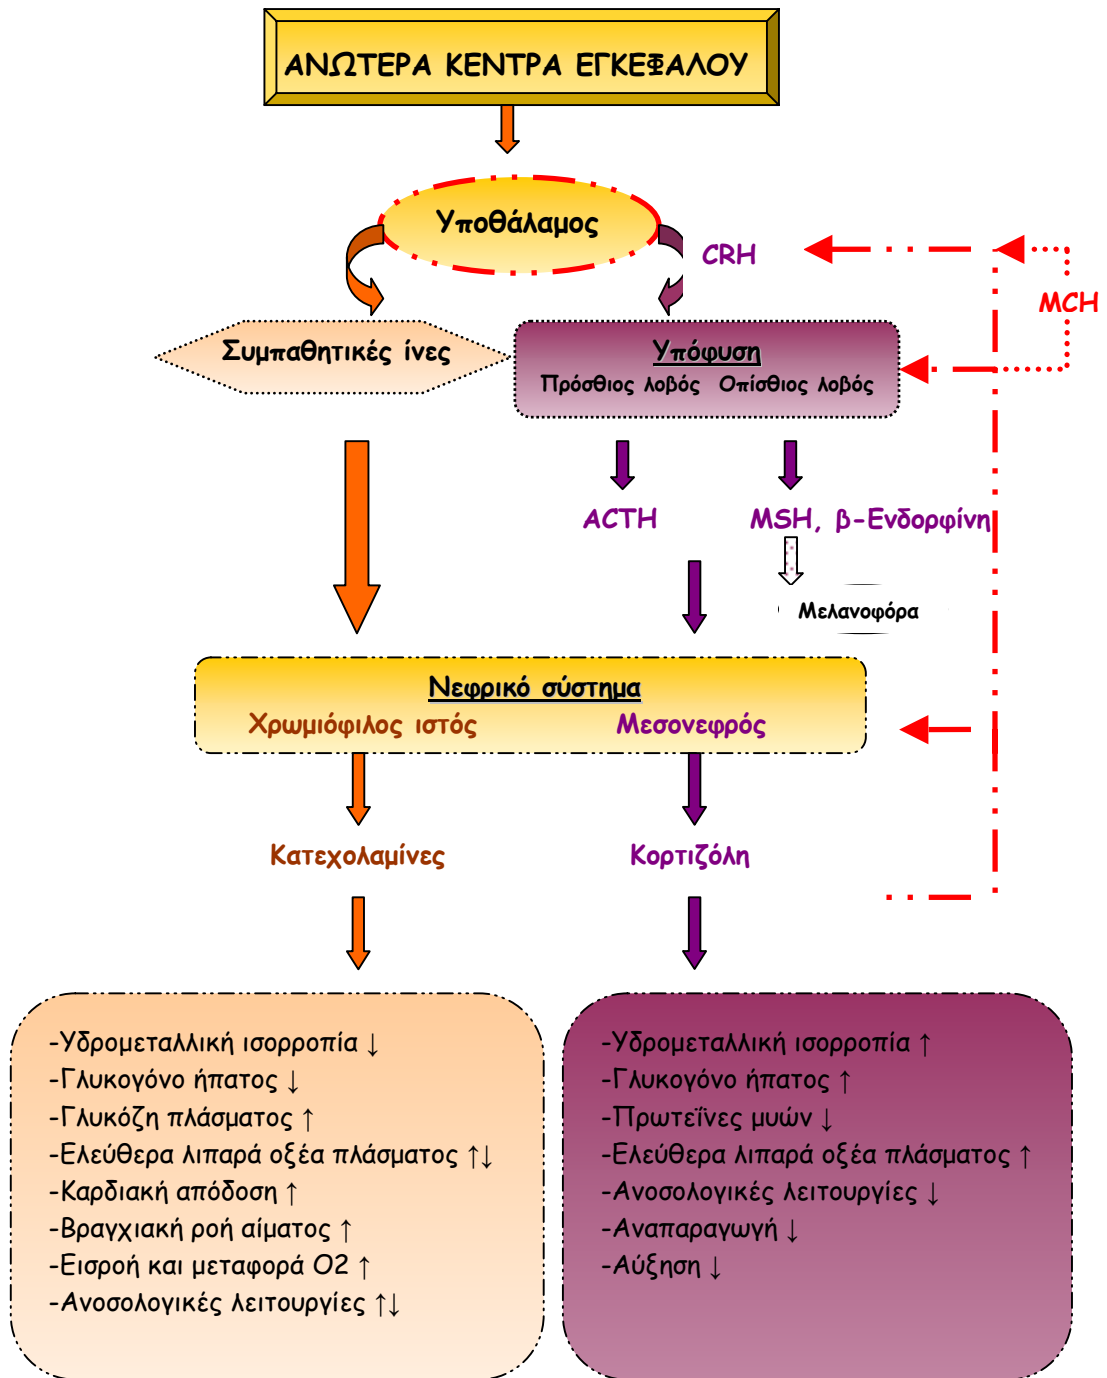 ΑΝΩΤΕΡΑ ΚΕΝΤΡΑ ΕΓΚΕΦΑΛΟΥ
Υποθάλαμος
CRH
MCH
Συμπαθητικές ίνες
Υπόφυση
Πρόσθιος λοβός Οπίσθιος λοβός
ACTH
MSH, β-Ενδορφίνη
Μελανοφόρα
Νεφρικό σύστημα
Χρωμιόφιλος ιστός
Μεσονεφρός
Κατεχολαμίνες
Κορτιζόλη
-Υδρομεταλλική ισορροπία ↓
-Γλυκογόνο ήπατος ↓
-Γλυκόζη πλάσματος ↑
-Ελεύθερα λιπαρά οξέα πλάσματος ↑↓
-Καρδιακή απόδοση ↑
-Βραγχιακή ροή αίματος ↑
-Εισροή και μεταφορά Ο2 ↑
-Ανοσολογικές λειτουργίες ↑↓
-Υδρομεταλλική ισορροπία ↑
-Γλυκογόνο ήπατος ↑
-Πρωτεΐνες μυών ↓
-Ελεύθερα λιπαρά οξέα πλάσματος ↑
-Ανοσολογικές λειτουργίες ↓
-Αναπαραγωγή ↓
-Αύξηση ↓